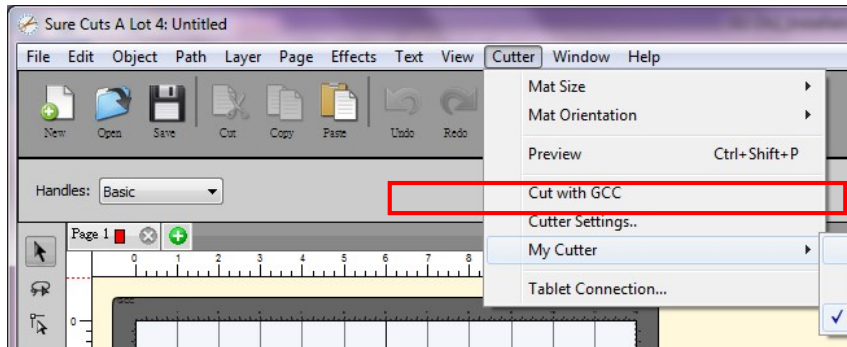 Sure Cuts A Lot 4: Untitled
File Edit Object Path Layer Page Effects Text View Cutter Window Help
New Open Save Cut Copy Paste Undo Redo
Mat Size
Mat Orientation
Preview Ctrl+Shift+P
Cut with GCC
Cutter Settings..
My Cutter
Tablet Connection...
Handles: Basic
Page 1
0 1 2 3 4 5 6 7 8
0